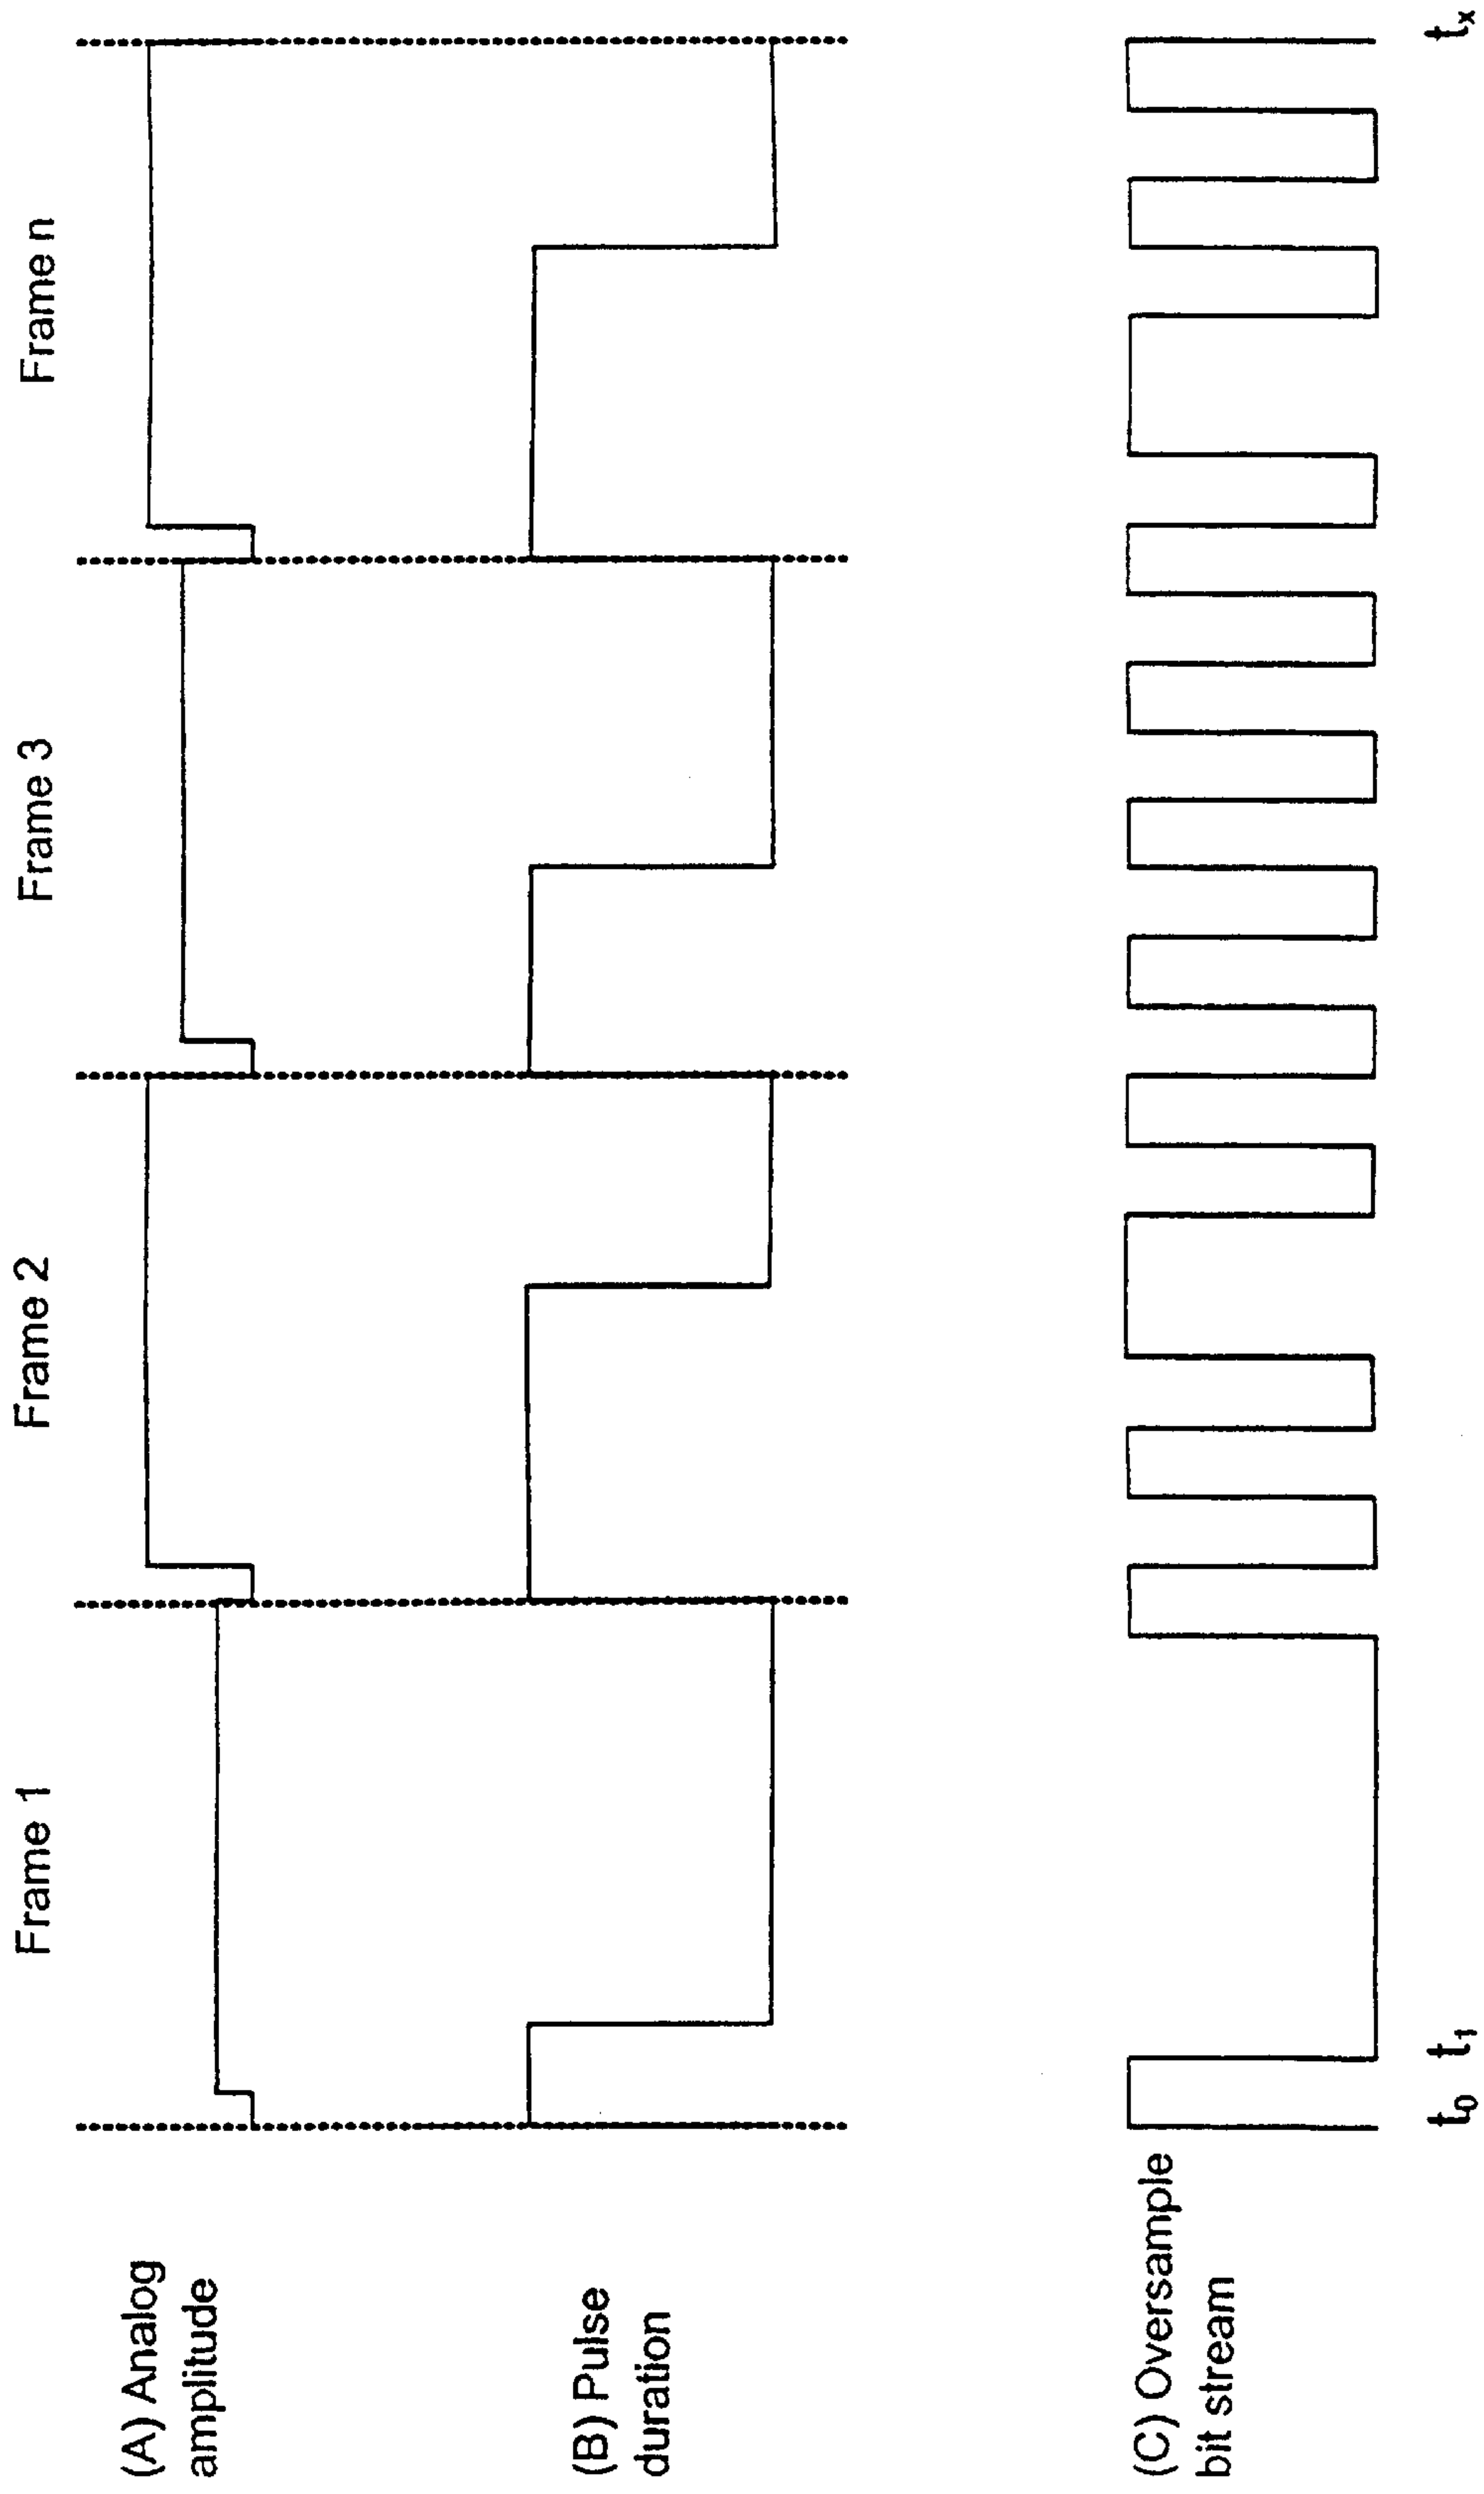 Frame 1 Frame 2 Frame 3 Frame n
(A) Analog
amplitude
(B) Pulse
duration
(C) Oversample
bit stream
t0 t1 tx